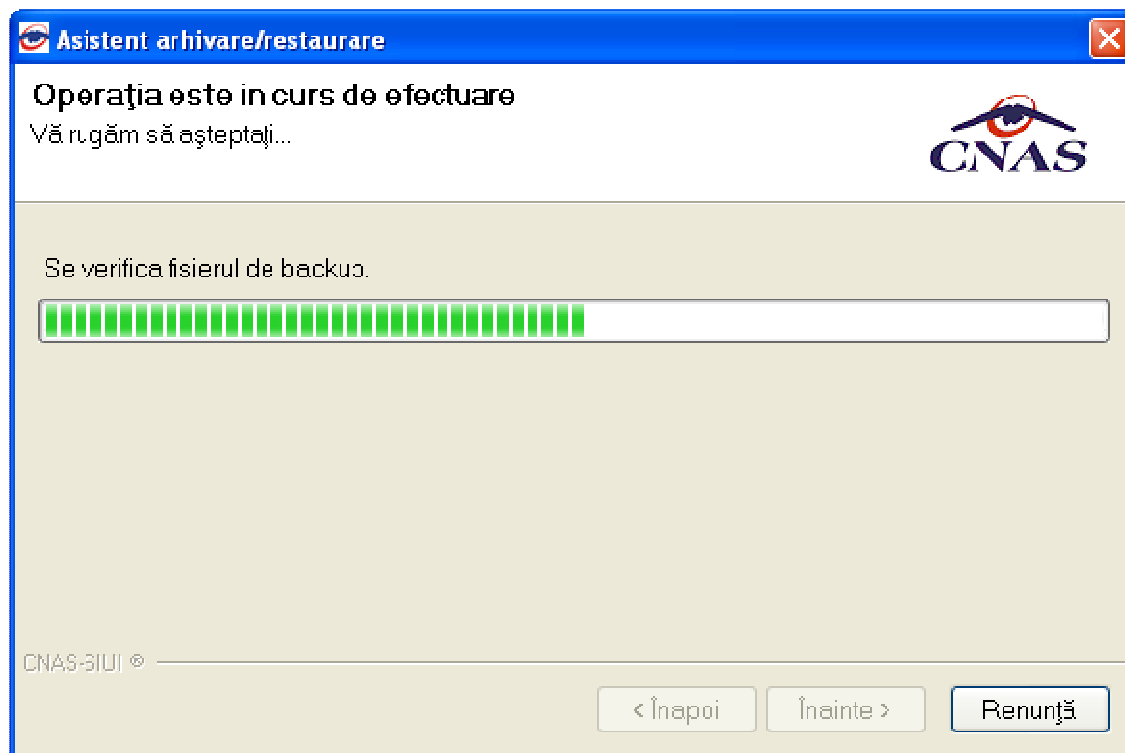 Asistent arhivare/restaurare
Operaţia este in curs de efectuare
Vă rugăm să aşteptaţi...
CNAS
Se verifica fisierul de backup.
CNAS-SIUI ®
< Înapoi
Înainte >
Renunţă